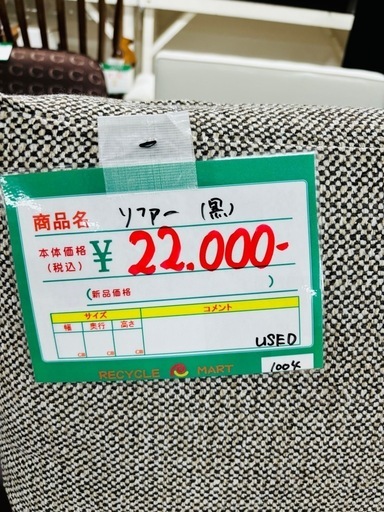 商品名 ソファー (黒)
本体価格 (税込) ¥22.000-
(新品価格 )
サイズ コメント
幅 奥行 高さ
cm cm cm
USED
RECYCLE MART 1004